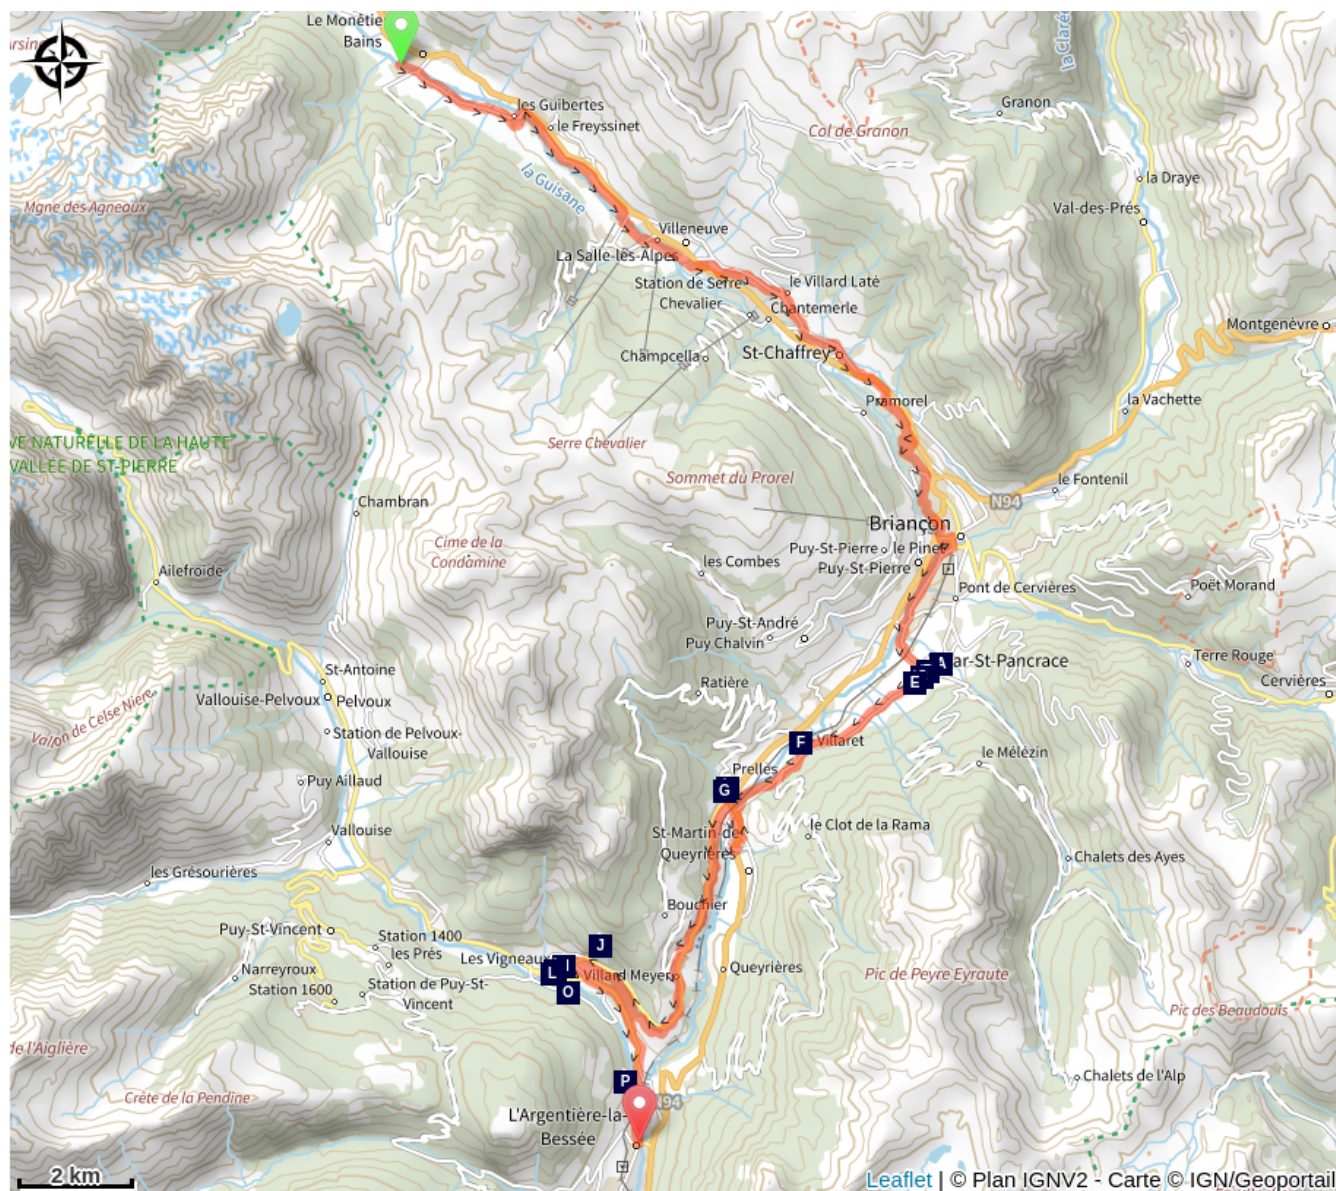 Le Monêtier
Bains
la Clarée
les Guibertes
le Freyssinet
Granon
Col de Granon
la Guisane
la Draye
Mgne des Agneaux
Val-des-Prés
Villeneuve
La Salle-les-Alpes
Station de Serre
Chevalier
le Villard Laté
Chantemerle
Montgenèvre
Champcella
St-Chaffrey
Pramorel
la Vachette
VE NATURELLE DE LA HAUTE
VALLÉE DE ST-PIERRE
Serre Chevalier
Sommet du Prorel
le Fontenil
Chambran
N94
Briançon
Cime de la
Condamine
Puy-St-Pierre
le Pinet
les Combes
Puy-St-Pierre
Ailefroide
Pont de Cervières
Poët Morand
Puy-St-André
Puy Chalvin
ar-St-Pancrace
A
E
Terre Rouge
Cervières
St-Antoine
Ratière
Vallouise-Pelvoux
Pelvoux
Vallon de Celse Niere
Station de Pelvoux-
Vallouise
F
Villaret
le Mélézin
Puy Aillaud
Prelles
G
Vallouise
St-Martin-de-
Queyrières
le Clot de la Rama
Chalets des Ayes
les Grésourières
Bouchier
Puy-St-Vincent
Station 1400
les Prés
J
Les Vigneaux
I
L
Villard Meyer
Queyrières
Pic de Peyre Eyraute
Narreyroux
Station 1600
Station de Puy-St-
Vincent
O
Pic des Beaudouis
de l'Aiglière
P
Chalets de l'Alp
Crête de la Pendine
L'Argentière-la-
Bessée
N94
2 km
Leaflet | © Plan IGNV2 - Carte © IGN/Geoportail